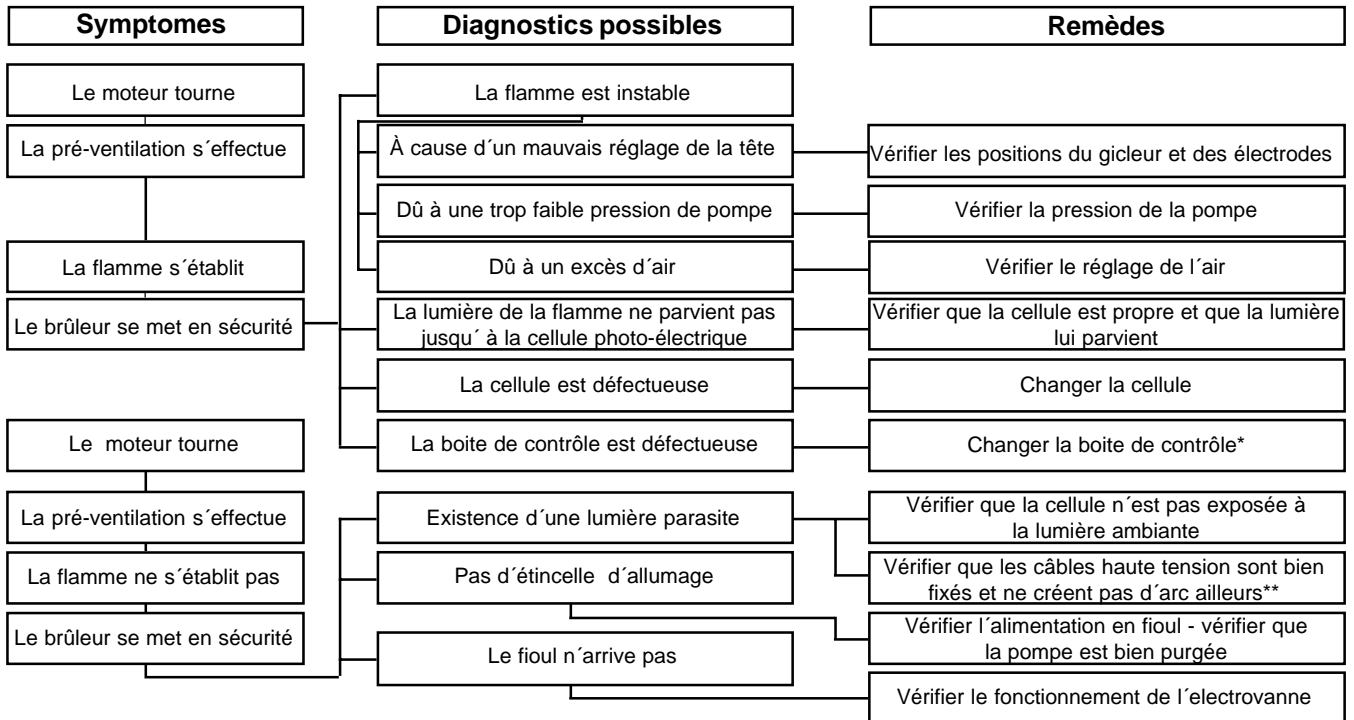 Symptomes
Diagnostics possibles
Remèdes
Le moteur tourne
La flamme est instable
La pré-ventilation s´effectue
À cause d´un mauvais réglage de la tête
Vérifier les positions du gicleur et des électrodes
Dû à une trop faible pression de pompe
Vérifier la pression de la pompe
La flamme s´établit
Dû à un excès d´air
Vérifier le réglage de l´air
Le brûleur se met en sécurité
La lumière de la flamme ne parvient pas
jusqu´ à la cellule photo-électrique
Vérifier que la cellule est propre et que la lumière
lui parvient
La cellule est défectueuse
Changer la cellule
Le moteur tourne
La boite de contrôle est défectueuse
Changer la boite de contrôle*
La pré-ventilation s´effectue
Existence d´une lumière parasite
Vérifier que la cellule n´est pas exposée à
la lumière ambiante
La flamme ne s´établit pas
Pas d´étincelle d´allumage
Vérifier que les câbles haute tension sont bien
fixés et ne créent pas d´arc ailleurs**
Le brûleur se met en sécurité
Le fioul n´arrive pas
Vérifier l´alimentation en fioul - vérifier que
la pompe est bien purgée
Vérifier le fonctionnement de l´electrovanne